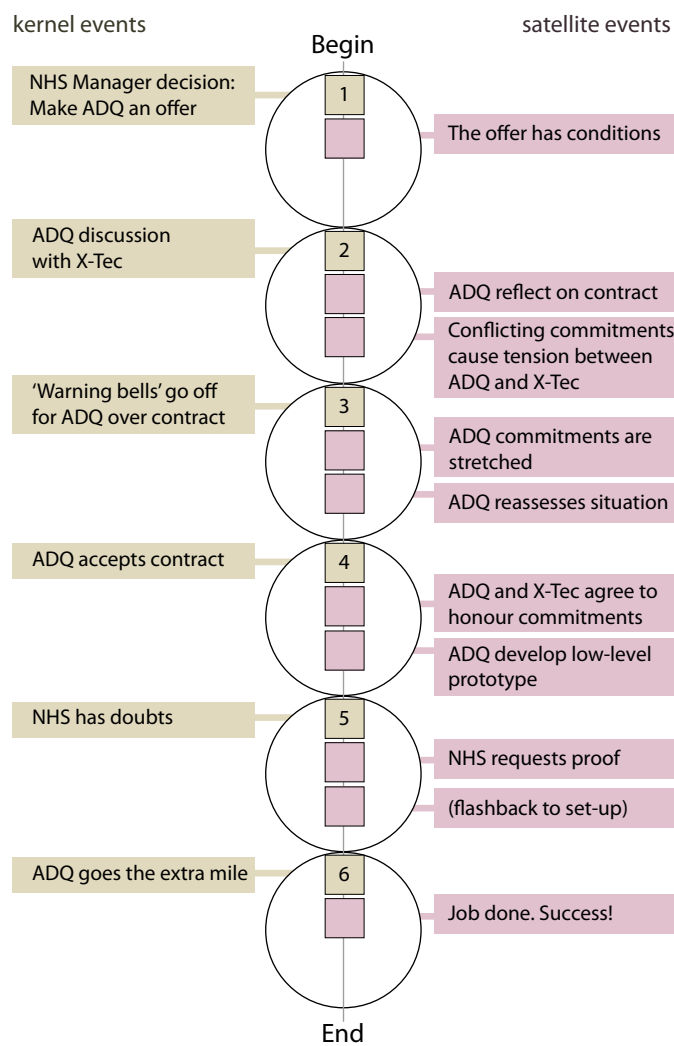 kernel events
satellite events
Begin
NHS Manager decision:
Make ADQ an offer
1
The offer has conditions
ADQ discussion
with X-Tec
2
ADQ reflect on contract
Conflicting commitments
cause tension between
ADQ and X-Tec
‘Warning bells’ go off
for ADQ over contract
3
ADQ commitments are
stretched
ADQ reassesses situation
ADQ accepts contract
4
ADQ and X-Tec agree to
honour commitments
ADQ develop low-level
prototype
NHS has doubts
5
NHS requests proof
(flashback to set-up)
ADQ goes the extra mile
6
Job done. Success!
End